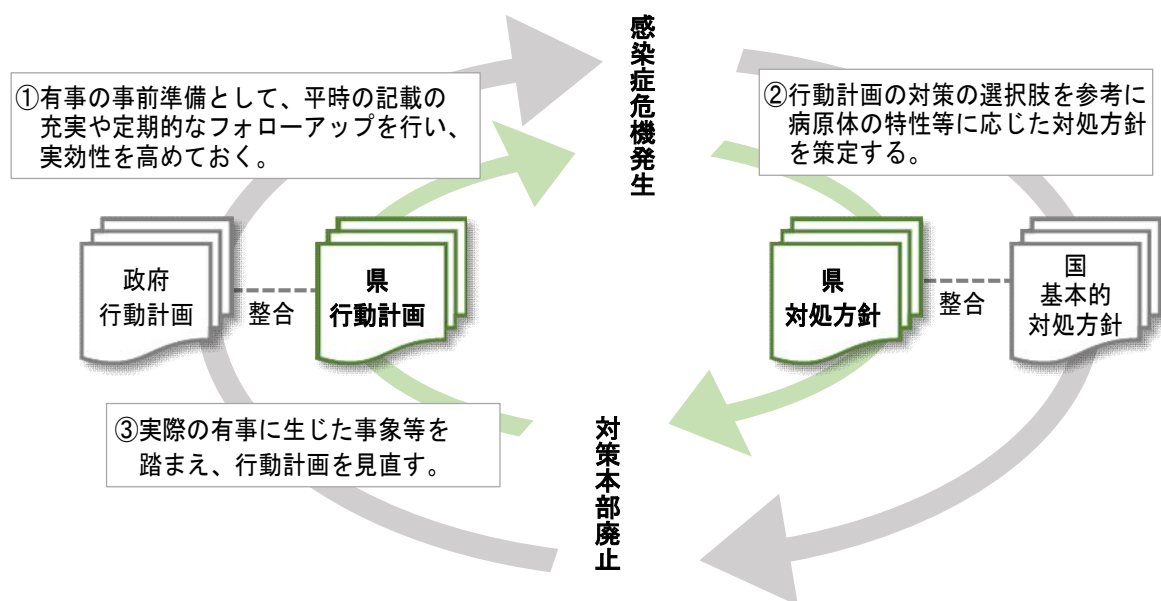 感染症危機発生
①有事の事前準備として、平時の記載の
充実や定期的なフォローアップを行い、
実効性を高めておく。
②行動計画の対策の選択肢を参考に
病原体の特性等に応じた対処方針
を策定する。
政府
行動計画
整合
県
行動計画
県
対処方針
整合
国
基本的
対処方針
③実際の有事に生じた事象等を
踏まえ、行動計画を見直す。
対策本部廃止